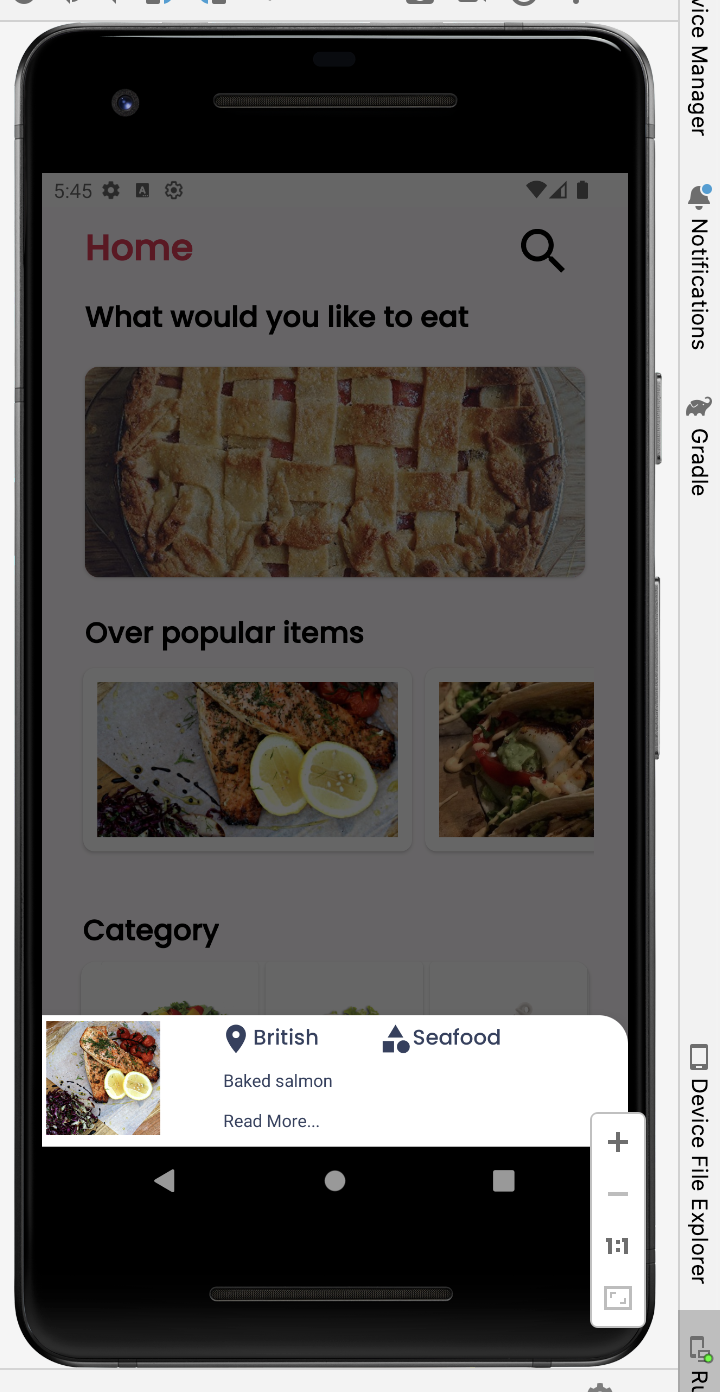 5:45
Home
What would you like to eat
Over popular items
Category
British
Seafood
Baked salmon
Read More...
1:1
vice Manager
Notifications
Gradle
Device File Explorer
Ru